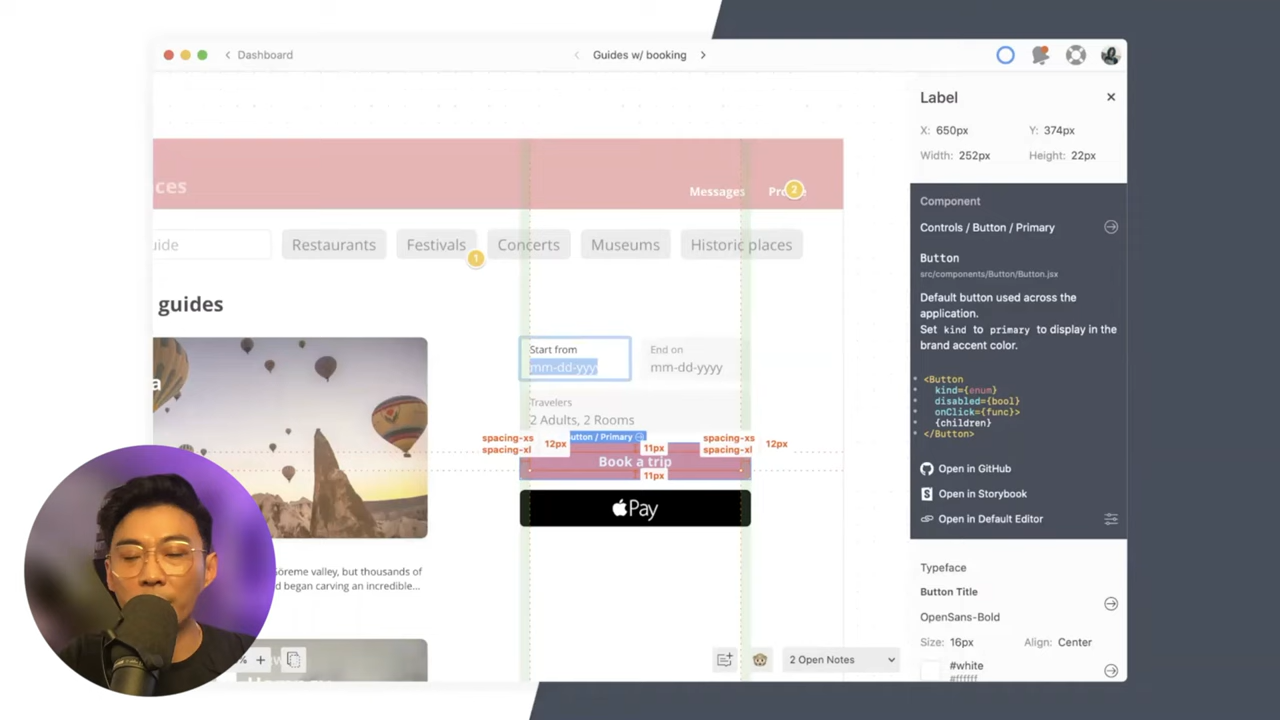 Dashboard
Guides w/ booking
Label
X: 650px
Y: 374px
Width: 252px
Height: 22px
ces
Messages
2
uide
Restaurants
Festivals
Concerts
Museums
Historic places
1
guides
Start from
mm-dd-yyy
End on
mm-dd-yyyy
Travelers
2 Adults, 2 Rooms
spacing-xs
spacing-xl
12px
utton / Primary
11px
spacing-xs
spacing-xl
12px
Book a trip
11px
Pay
a
Göreme valley, but thousands of
d began carving an incredible...
%
+
2 Open Notes
Component
Controls / Button / Primary
Button
src/components/Button/Button.jsx
Default button used across the
application.
Set kind to primary to display in the
brand accent color.
<Button
kind={enum}
disabled={bool}
onClick={func}>
{children}
</Button>
Open in GitHub
Open in Storybook
Open in Default Editor
Typeface
Button Title
OpenSans-Bold
Size: 16px
Align: Center
#white
#ffffff